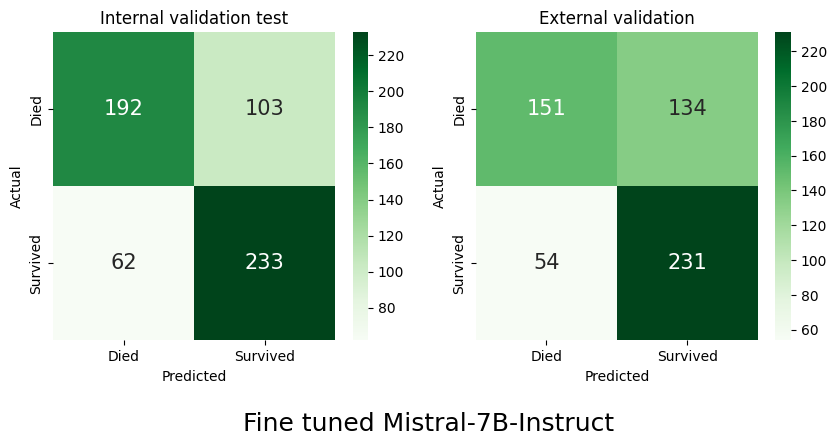 Internal validation test
Died
Survived
Actual
192 103
62 233
Died Survived
Predicted
220
200
180
160
140
120
100
80
External validation
Died
Survived
Actual
151 134
54 231
Died Survived
Predicted
220
200
180
160
140
120
100
80
60
Fine tuned Mistral-7B-Instruct